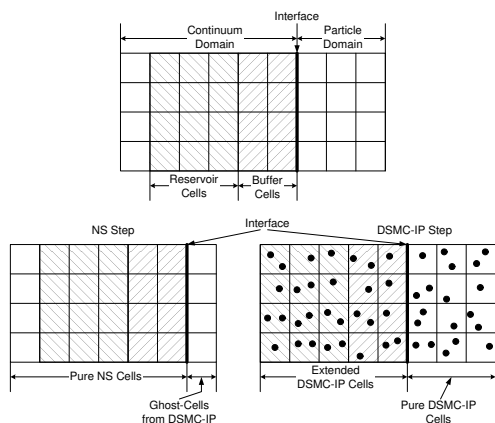 Interface
Continuum
Domain
Particle
Domain
Reservoir
Cells
Buffer
Cells
NS Step
Interface
DSMC-IP Step
Pure NS Cells
Ghost-Cells
from DSMC-IP
Extended
DSMC-IP Cells
Pure DSMC-IP
Cells